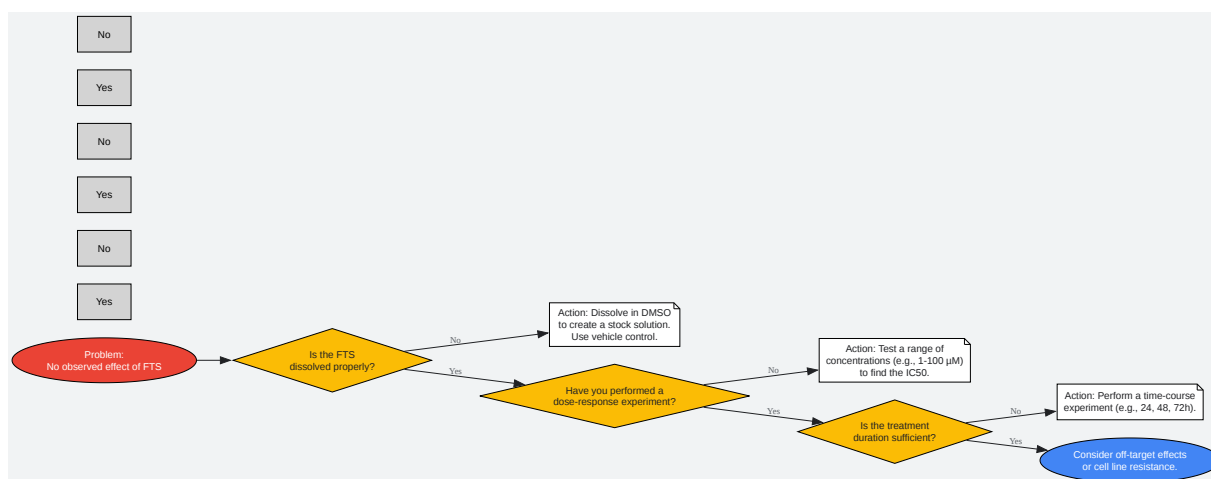 No
Yes
No
Yes
No
Yes
Problem:
No observed effect of FTS
Is the FTS
dissolved properly?
No
Yes
Action: Dissolve in DMSO
to create a stock solution.
Use vehicle control.
Have you performed a
dose-response experiment?
No
Yes
Action: Test a range of
concentrations (e.g., 1-100 µM)
to find the IC50.
Is the treatment
duration sufficient?
No
Yes
Action: Perform a time-course
experiment (e.g., 24, 48, 72h).
Consider off-target effects
or cell line resistance.